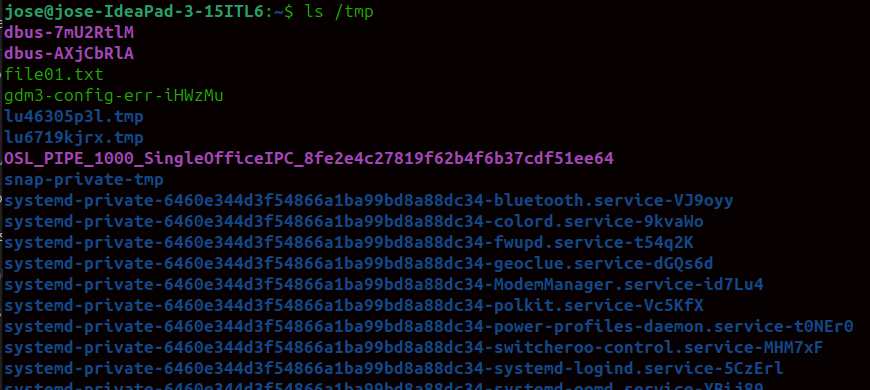 jose@jose-IdeaPad-3-15ITL6:~$ ls /tmp
dbus-7mU2RtlM
dbus-AXjCbRlA
file01.txt
gdm3-config-err-iHWzMu
lu46305p3l.tmp
lu6719kjrx.tmp
OSL_PIPE_1000_SingleOfficeIPC_8fe2e4c27819f62b4f6b37cdf51ee64
snap-private-tmp
systemd-private-6460e344d3f54866a1ba99bd8a88dc34-bluetooth.service-VJ9oyy
systemd-private-6460e344d3f54866a1ba99bd8a88dc34-colord.service-9kvaWo
systemd-private-6460e344d3f54866a1ba99bd8a88dc34-fwupd.service-t54q2K
systemd-private-6460e344d3f54866a1ba99bd8a88dc34-geoclue.service-dGQs6d
systemd-private-6460e344d3f54866a1ba99bd8a88dc34-ModemManager.service-id7Lu4
systemd-private-6460e344d3f54866a1ba99bd8a88dc34-polkit.service-Vc5KfX
systemd-private-6460e344d3f54866a1ba99bd8a88dc34-power-profiles-daemon.service-t0NEr0
systemd-private-6460e344d3f54866a1ba99bd8a88dc34-switcheroo-control.service-MHM7xF
systemd-private-6460e344d3f54866a1ba99bd8a88dc34-systemd-logind.service-5CzErl